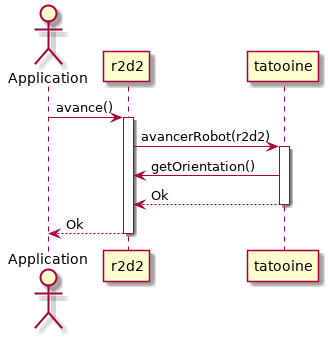 Application
r2d2
tatooine
avance()
avancerRobot(r2d2)
getOrientation()
Ok
Ok
Application
r2d2
tatooine